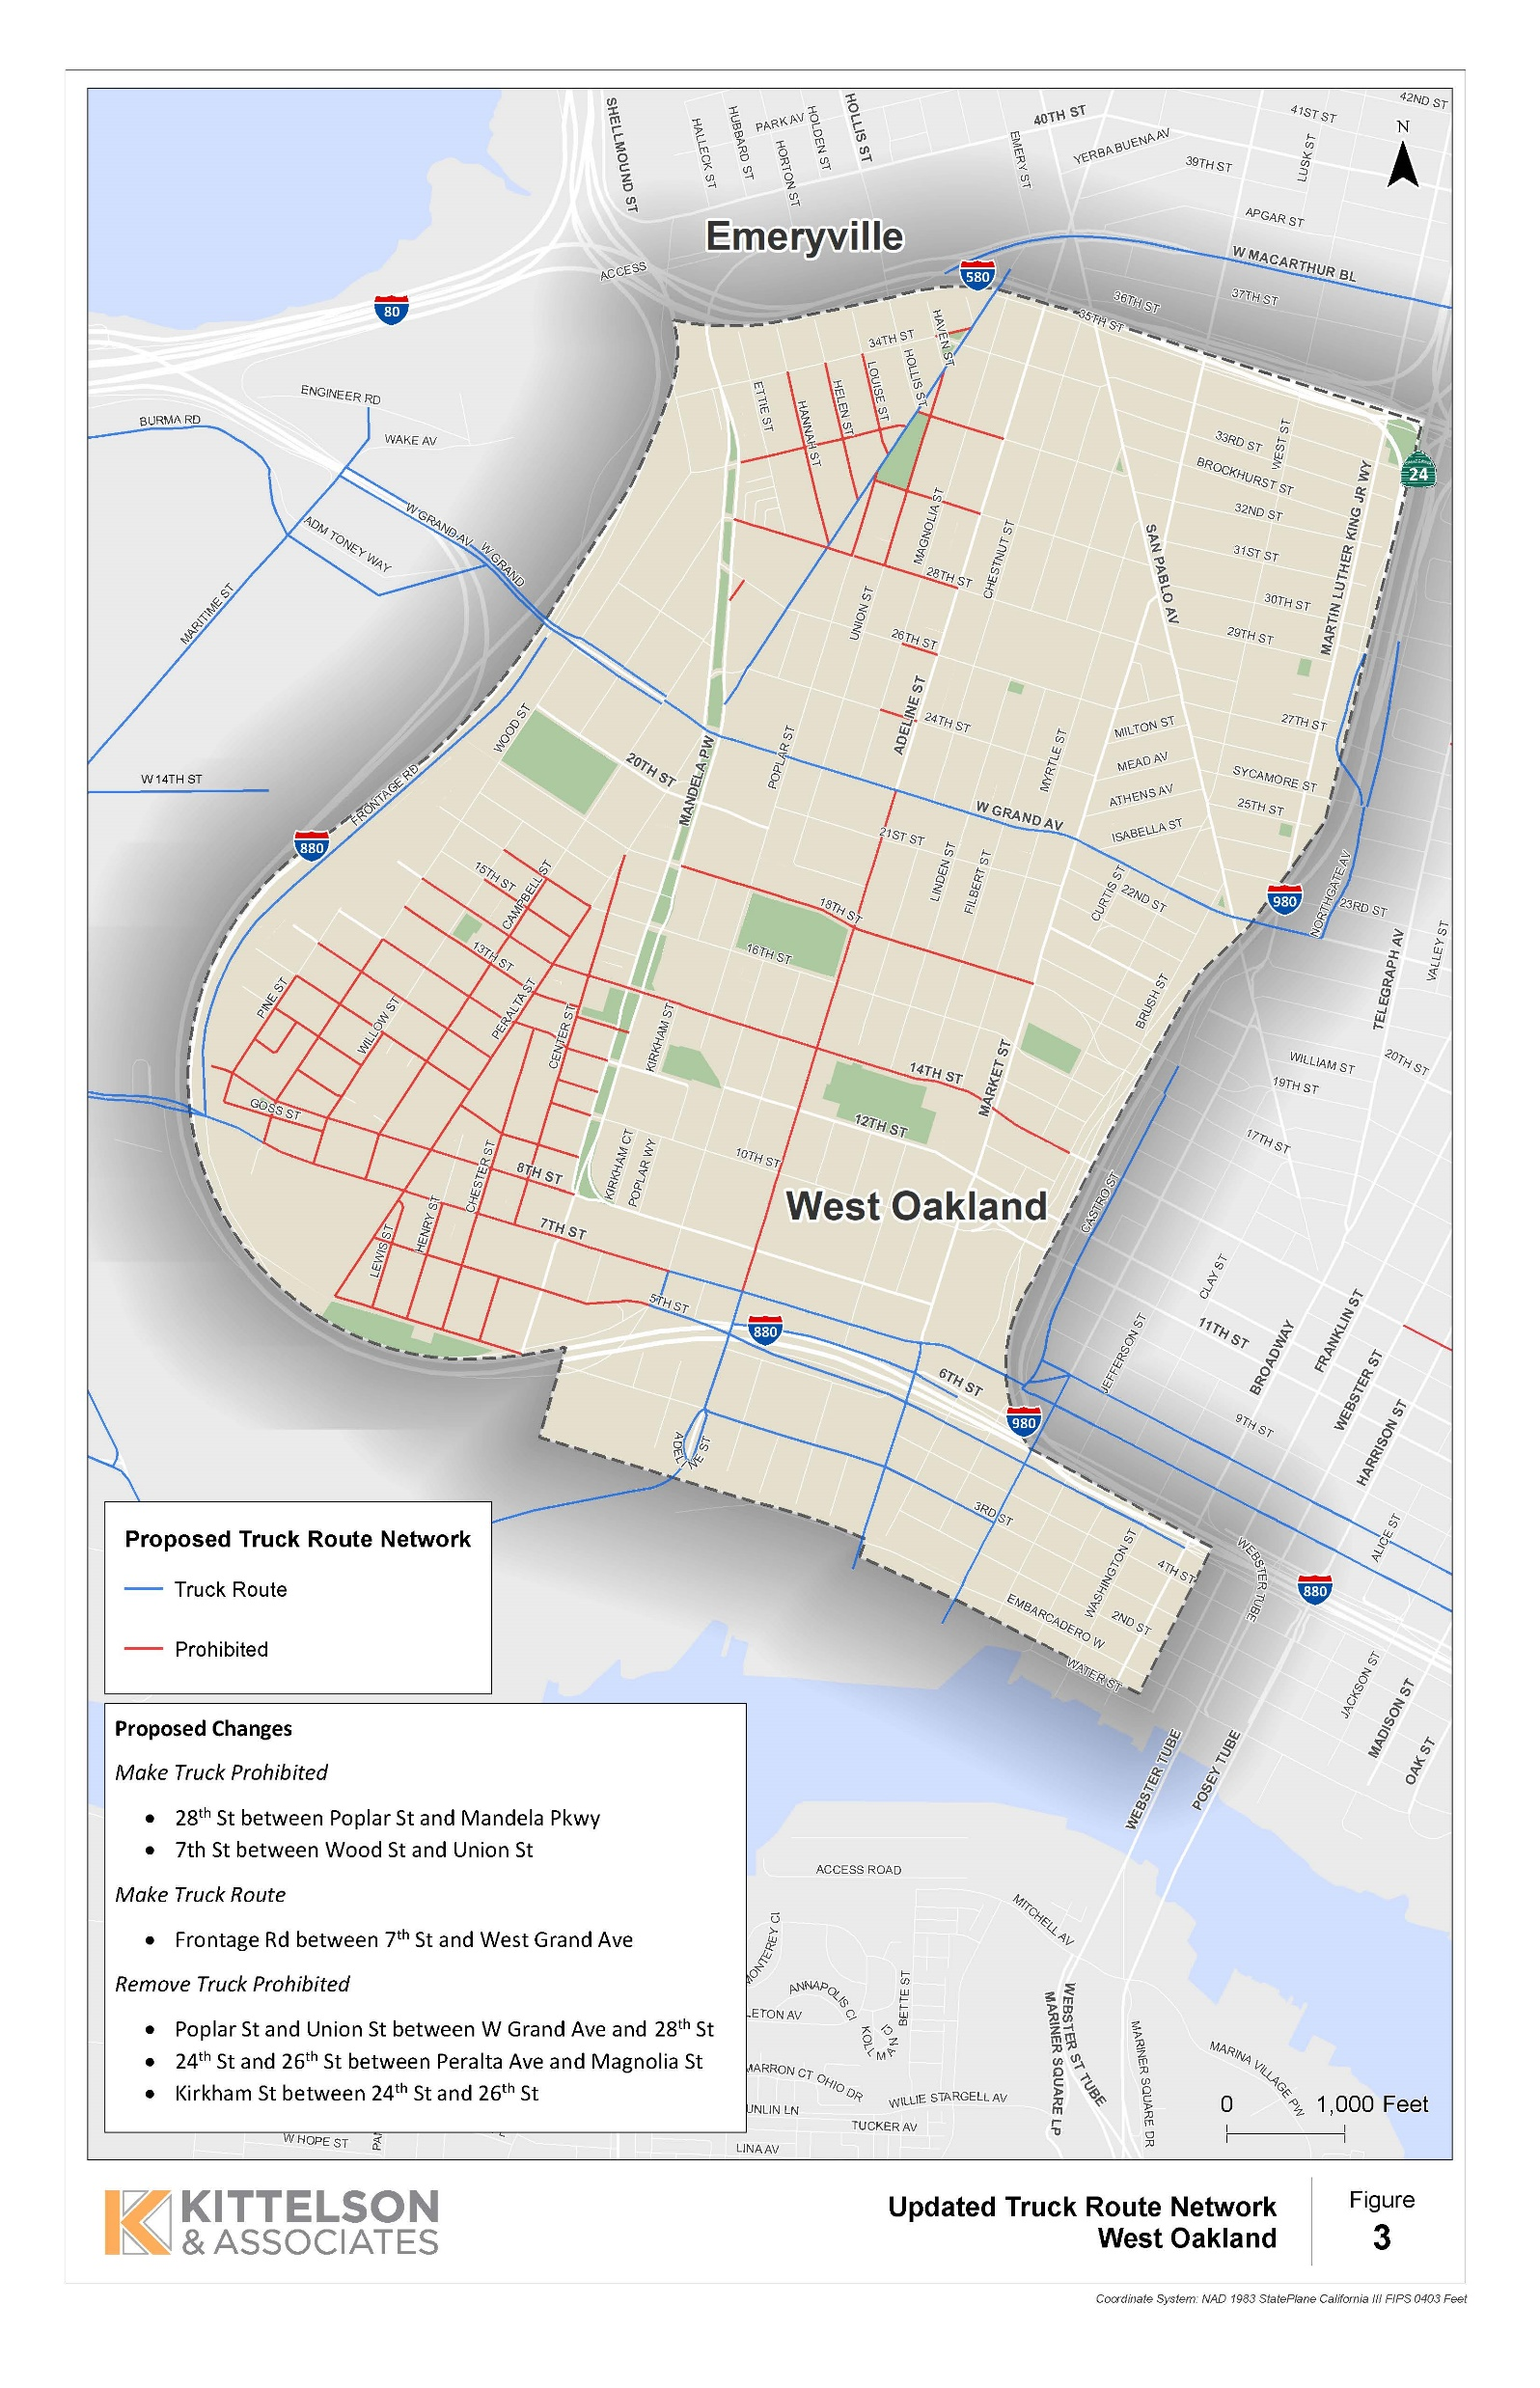 SHELLMOUND ST
HALLECK ST
HUBBARD ST
PARK AV
HORTON ST
HOLDEN ST
HOLLIS ST
EMERY ST
40TH ST
YERBA BUENA AV
39TH ST
LUSK ST
41ST ST
42ND ST
N
APGAR ST
Emeryville
ACCESS
W MACARTHUR BL
580
80
37TH ST
36TH ST
35TH ST
HAVEN ST
34TH ST
HOLLIS ST
LOUISE ST
HELEN ST
HANNAH ST
ETTIE ST
ENGINEER RD
BURMA RD
WAKE AV
33RD ST
WEST ST
BROCKHURST ST
24
32ND ST
31ST ST
30TH ST
29TH ST
MARTIN LUTHER KING JR WY
SAN PABLO AV
MAGNOLIA ST
CHESTNUT ST
28TH ST
UNION ST
26TH ST
W GRAND AV
W GRAND
ADM TONEY WAY
MARITIME ST
WOOD ST
ADELINE ST
24TH ST
27TH ST
MILTON ST
MEAD AV
MYRTLE ST
ATHENS AV
SYCAMORE ST
25TH ST
ISABELLA ST
POPLAR ST
20TH ST
MANDELA PW
W GRAND AV
W 14TH ST
FRONTAGE RD
880
21ST ST
LINDEN ST
FILBERT ST
CURTIS ST
22ND ST
980
NORTHGATE AV
23RD ST
TELEGRAPH AV
VALLEY ST
15TH ST
CAMPBELL ST
18TH ST
16TH ST
13TH ST
PERALTA ST
PINE ST
WILLOW ST
CENTER ST
KIRKHAM ST
BRUSH ST
14TH ST
MARKET ST
WILLIAM ST
20TH ST
19TH ST
17TH ST
GOSS ST
12TH ST
10TH ST
KIRKHAM CT
POPLAR WY
CHESTER ST
8TH ST
West Oakland
CASTRO ST
7TH ST
HENRY ST
LEWIS ST
5TH ST
880
CLAY ST
11TH ST
BROADWAY
FRANKLIN ST
WEBSTER ST
HARRISON ST
JEFFERSON ST
6TH ST
980
9TH ST
ADELINE ST
3RD ST
WASHINGTON ST
4TH ST
2ND ST
EMBARCADERO W
WATER ST
WEBSTER TUBE
ALICE ST
880
JACKSON ST
MADISON ST
OAK ST
Proposed Truck Route Network
Truck Route
Prohibited
Proposed Changes
Make Truck Prohibited
• 28th St between Poplar St and Mandela Pkwy
• 7th St between Wood St and Union St
Make Truck Route
• Frontage Rd between 7th St and West Grand Ave
Remove Truck Prohibited
• Poplar St and Union St between W Grand Ave and 28th St
• 24th St and 26th St between Peralta Ave and Magnolia St
• Kirkham St between 24th St and 26th St
WEBSTER TUBE
POSEY TUBE
ACCESS ROAD
MITCHELL AV
MONTEREY CI
ANNAPOLIS CI
BETTE ST
LETON AV
KOLLMAN CI
MARRON CT
OHIO DR
WILLIE STARGELL AV
UNLIN LN
TUCKER AV
LINA AV
W HOPE ST
PAN
WEBSTER ST TUBE
MARINER SQUARE LP
MARINER SQUARE DR
MARINA VILLAGE PW
0 1,000 Feet
KITTELSON
& ASSOCIATES
Updated Truck Route Network
West Oakland
Figure
3
Coordinate System: NAD 1983 StatePlane California III FIPS 0403 Feet